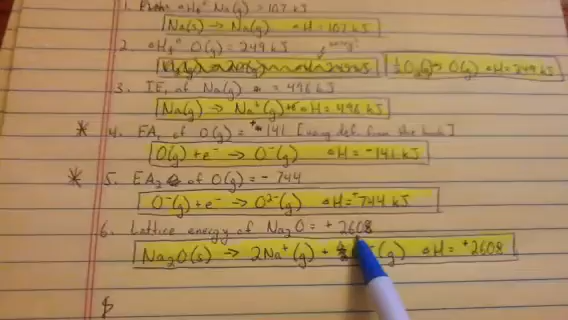 ΔHf° Na(g) = 107 kJ
Na(s) → Na(g) ΔH = 107 kJ
2. ΔHf° O(g) = 249 kJ
½O₂(g) → O(g) ΔH = 249 kJ
3. IE₁ of Na(g) = 496 kJ
Na(g) → Na⁺(g) + e⁻ ΔH = 496 kJ
* 4. EA₁ of O(g) = +141 [using def. from the book]
O(g) + e⁻ → O⁻(g) ΔH = -141 kJ
* 5. EA₂ of O(g) = -744
O⁻(g) + e⁻ → O²⁻(g) ΔH = +744 kJ
6. Lattice energy of Na₂O = + 2608
Na₂O(s) → 2Na⁺(g) + ⁻(g) ΔH = +2608